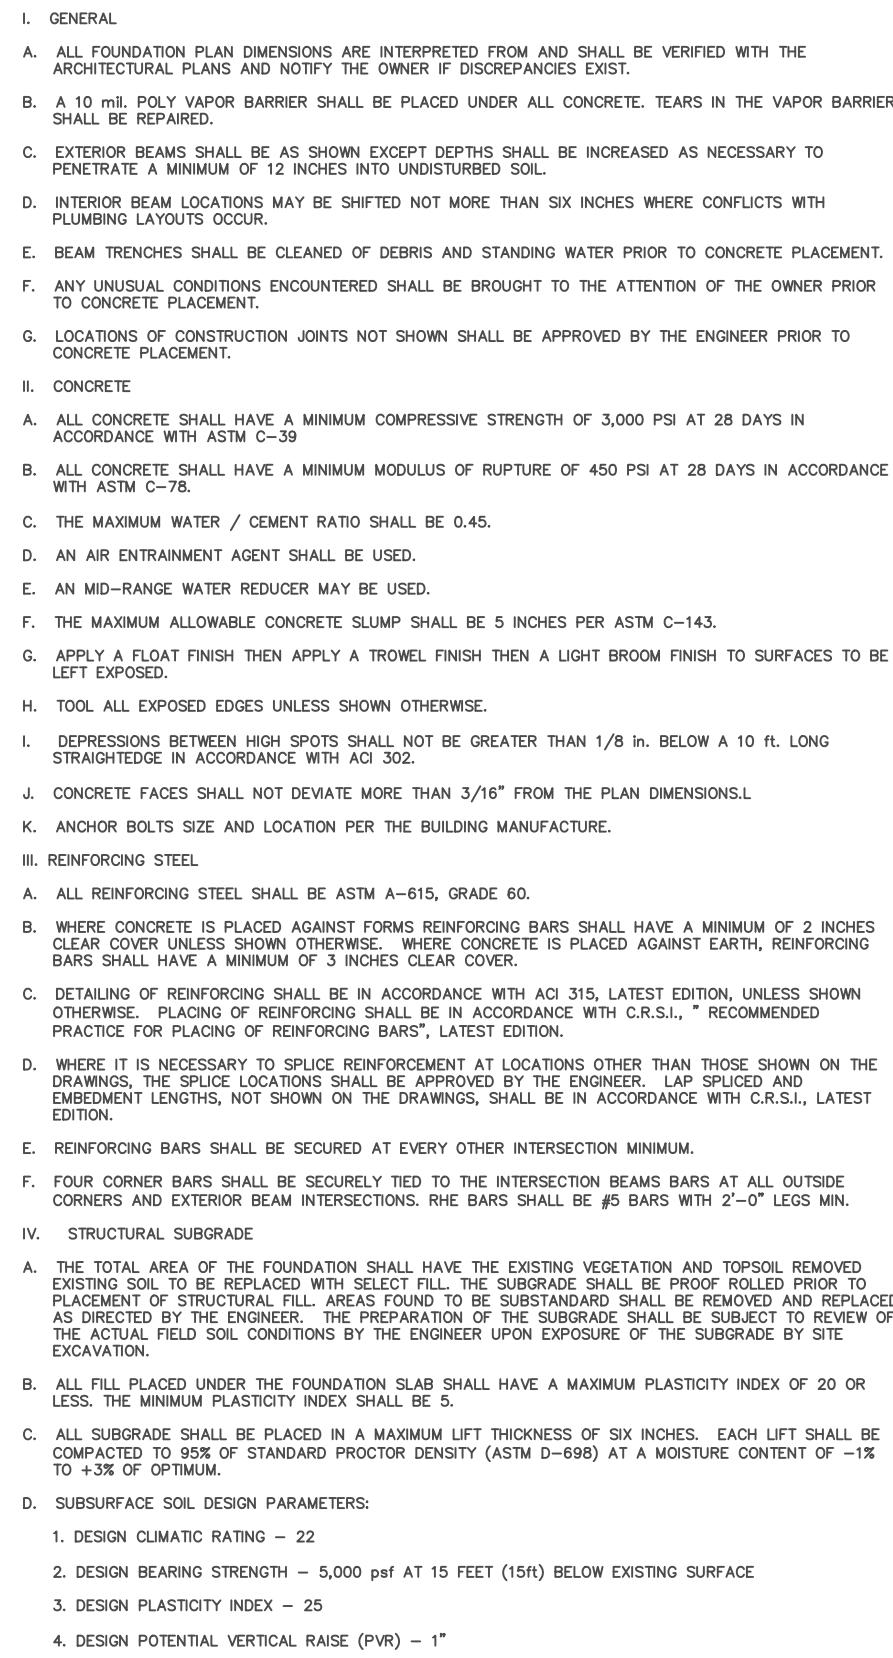 I. GENERAL
A. ALL FOUNDATION PLAN DIMENSIONS ARE INTERPRETED FROM AND SHALL BE VERIFIED WITH THE
ARCHITECTURAL PLANS AND NOTIFY THE OWNER IF DISCREPANCIES EXIST.
B. A 10 mil. POLY VAPOR BARRIER SHALL BE PLACED UNDER ALL CONCRETE. TEARS IN THE VAPOR BARRIER
SHALL BE REPAIRED.
C. EXTERIOR BEAMS SHALL BE AS SHOWN EXCEPT DEPTHS SHALL BE INCREASED AS NECESSARY TO
PENETRATE A MINIMUM OF 12 INCHES INTO UNDISTURBED SOIL.
D. INTERIOR BEAM LOCATIONS MAY BE SHIFTED NOT MORE THAN SIX INCHES WHERE CONFLICTS WITH
PLUMBING LAYOUTS OCCUR.
E. BEAM TRENCHES SHALL BE CLEANED OF DEBRIS AND STANDING WATER PRIOR TO CONCRETE PLACEMENT.
F. ANY UNUSUAL CONDITIONS ENCOUNTERED SHALL BE BROUGHT TO THE ATTENTION OF THE OWNER PRIOR
TO CONCRETE PLACEMENT.
G. LOCATIONS OF CONSTRUCTION JOINTS NOT SHOWN SHALL BE APPROVED BY THE ENGINEER PRIOR TO
CONCRETE PLACEMENT.
II. CONCRETE
A. ALL CONCRETE SHALL HAVE A MINIMUM COMPRESSIVE STRENGTH OF 3,000 PSI AT 28 DAYS IN
ACCORDANCE WITH ASTM C-39
B. ALL CONCRETE SHALL HAVE A MINIMUM MODULUS OF RUPTURE OF 450 PSI AT 28 DAYS IN ACCORDANCE
WITH ASTM C-78.
C. THE MAXIMUM WATER / CEMENT RATIO SHALL BE 0.45.
D. AN AIR ENTRAINMENT AGENT SHALL BE USED.
E. AN MID-RANGE WATER REDUCER MAY BE USED.
F. THE MAXIMUM ALLOWABLE CONCRETE SLUMP SHALL BE 5 INCHES PER ASTM C-143.
G. APPLY A FLOAT FINISH THEN APPLY A TROWEL FINISH THEN A LIGHT BROOM FINISH TO SURFACES TO BE
LEFT EXPOSED.
H. TOOL ALL EXPOSED EDGES UNLESS SHOWN OTHERWISE.
I. DEPRESSIONS BETWEEN HIGH SPOTS SHALL NOT BE GREATER THAN 1/8 in. BELOW A 10 ft. LONG
STRAIGHTEDGE IN ACCORDANCE WITH ACI 302.
J. CONCRETE FACES SHALL NOT DEVIATE MORE THAN 3/16" FROM THE PLAN DIMENSIONS.L
K. ANCHOR BOLTS SIZE AND LOCATION PER THE BUILDING MANUFACTURE.
III. REINFORCING STEEL
A. ALL REINFORCING STEEL SHALL BE ASTM A-615, GRADE 60.
B. WHERE CONCRETE IS PLACED AGAINST FORMS REINFORCING BARS SHALL HAVE A MINIMUM OF 2 INCHES
CLEAR COVER UNLESS SHOWN OTHERWISE. WHERE CONCRETE IS PLACED AGAINST EARTH, REINFORCING
BARS SHALL HAVE A MINIMUM OF 3 INCHES CLEAR COVER.
C. DETAILING OF REINFORCING SHALL BE IN ACCORDANCE WITH ACI 315, LATEST EDITION, UNLESS SHOWN
OTHERWISE. PLACING OF REINFORCING SHALL BE IN ACCORDANCE WITH C.R.S.I., " RECOMMENDED
PRACTICE FOR PLACING OF REINFORCING BARS", LATEST EDITION.
D. WHERE IT IS NECESSARY TO SPLICE REINFORCEMENT AT LOCATIONS OTHER THAN THOSE SHOWN ON THE
DRAWINGS, THE SPLICE LOCATIONS SHALL BE APPROVED BY THE ENGINEER. LAP SPLICED AND
EMBEDMENT LENGTHS, NOT SHOWN ON THE DRAWINGS, SHALL BE IN ACCORDANCE WITH C.R.S.I., LATEST
EDITION.
E. REINFORCING BARS SHALL BE SECURED AT EVERY OTHER INTERSECTION MINIMUM.
F. FOUR CORNER BARS SHALL BE SECURELY TIED TO THE INTERSECTION BEAMS BARS AT ALL OUTSIDE
CORNERS AND EXTERIOR BEAM INTERSECTIONS. RHE BARS SHALL BE #5 BARS WITH 2'-0" LEGS MIN.
IV. STRUCTURAL SUBGRADE
A. THE TOTAL AREA OF THE FOUNDATION SHALL HAVE THE EXISTING VEGETATION AND TOPSOIL REMOVED
EXISTING SOIL TO BE REPLACED WITH SELECT FILL. THE SUBGRADE SHALL BE PROOF ROLLED PRIOR TO
PLACEMENT OF STRUCTURAL FILL. AREAS FOUND TO BE SUBSTANDARD SHALL BE REMOVED AND REPLACED
AS DIRECTED BY THE ENGINEER. THE PREPARATION OF THE SUBGRADE SHALL BE SUBJECT TO REVIEW OF
THE ACTUAL FIELD SOIL CONDITIONS BY THE ENGINEER UPON EXPOSURE OF THE SUBGRADE BY SITE
EXCAVATION.
B. ALL FILL PLACED UNDER THE FOUNDATION SLAB SHALL HAVE A MAXIMUM PLASTICITY INDEX OF 20 OR
LESS. THE MINIMUM PLASTICITY INDEX SHALL BE 5.
C. ALL SUBGRADE SHALL BE PLACED IN A MAXIMUM LIFT THICKNESS OF SIX INCHES. EACH LIFT SHALL BE
COMPACTED TO 95% OF STANDARD PROCTOR DENSITY (ASTM D-698) AT A MOISTURE CONTENT OF -1%
TO +3% OF OPTIMUM.
D. SUBSURFACE SOIL DESIGN PARAMETERS:
1. DESIGN CLIMATIC RATING - 22
2. DESIGN BEARING STRENGTH - 5,000 psf AT 15 FEET (15ft) BELOW EXISTING SURFACE
3. DESIGN PLASTICITY INDEX - 25
4. DESIGN POTENTIAL VERTICAL RAISE (PVR) - 1"